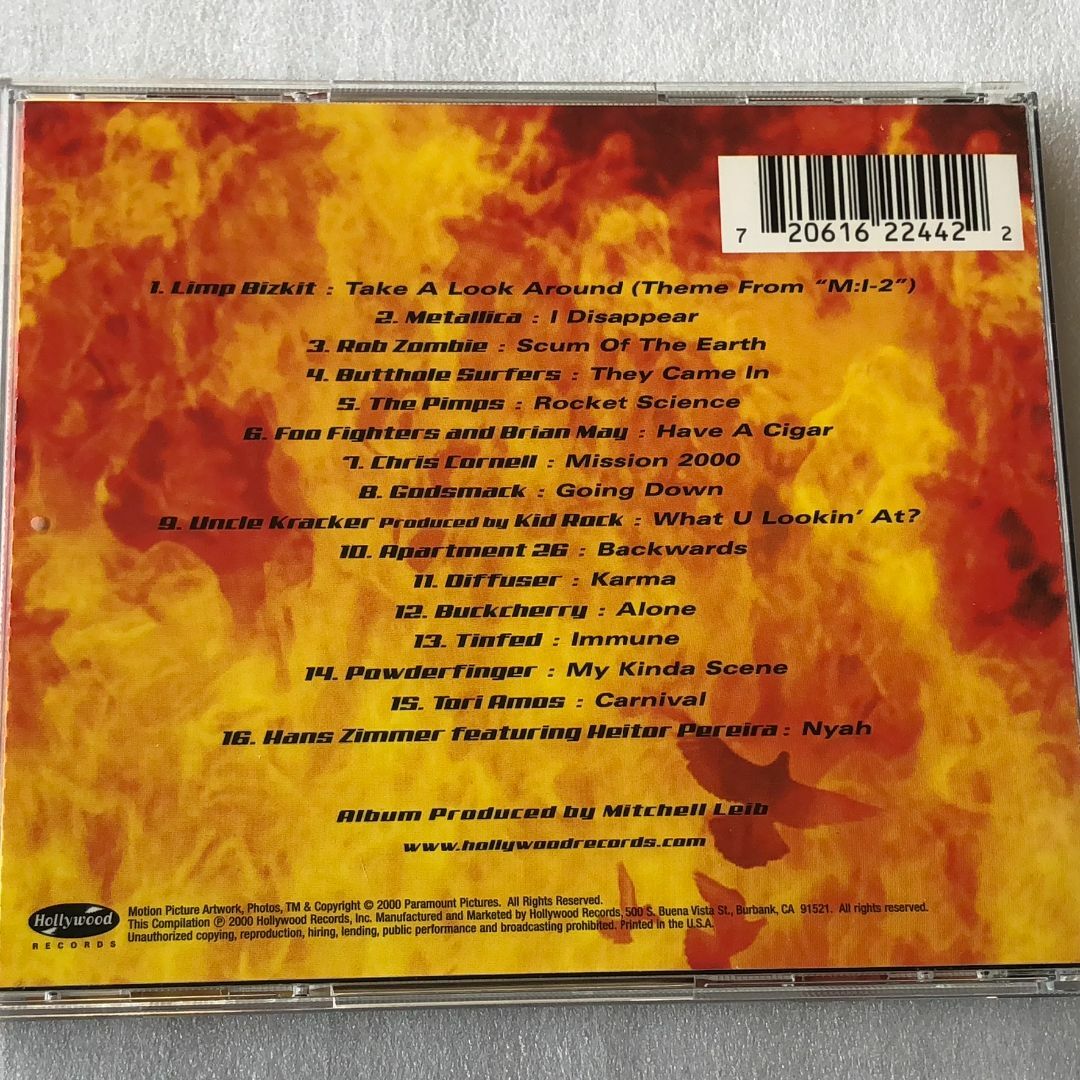 7 20616 22442 2
1. Limp Bizkit : Take A Look Around (Theme From "M:I-2")
2. Metallica : I Disappear
3. Rob Zombie : Scum Of The Earth
4. Butthole Surfers : They Came In
5. The Pimps : Rocket Science
6. Foo Fighters and Brian May : Have A Cigar
7. Chris Cornell : Mission 2000
8. Godsmack : Going Down
9. Uncle Kracker Produced by Kid Rock : What U Lookin' At?
10. Apartment 26 : Backwards
11. Diffuser : Karma
12. Buckcherry : Alone
13. Tinfed : Immune
14. Powderfinger : My Kinda Scene
15. Tori Amos : Carnival
16. Hans Zimmer featuring Heitor Pereira : Nyah
Album Produced by Mitchell Leib
www.hollywoodrecords.com
Hollywood
RECORDS
Motion Picture Artwork, Photos, TM & Copyright © 2000 Paramount Pictures. All Rights Reserved.
This Compilation ℗ 2000 Hollywood Records, Inc. Manufactured and Marketed by Hollywood Records, 500 S. Buena Vista St., Burbank, CA 91521. All rights reserved.
Unauthorized copying, reproduction, hiring, lending, public performance and broadcasting prohibited. Printed in the U.S.A.